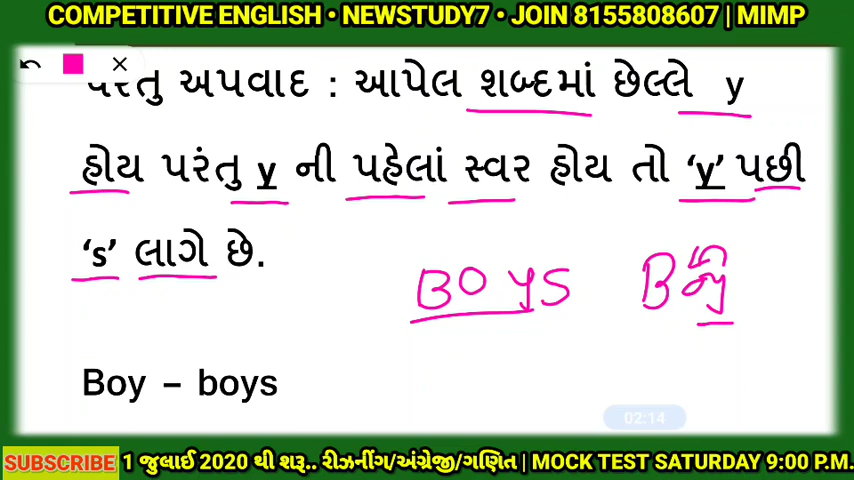 COMPETITIVE ENGLISH • NEWSTUDY7 • JOIN 8155808607 | MIMP
પરંતુ અપવાદ : આપેલ શબ્દમાં છેલ્લે y
હોય પરંતુ y ની પહેલાં સ્વર હોય તો ‘y’ પછી
‘s’ લાગે છે.
BOYS
Boy – boys
02:14
SUBSCRIBE 1 જુલાઈ 2020 થી શરૂ.. રીઝનીંગ/અંગ્રેજી/ગણિત | MOCK TEST SATURDAY 9:00 P.M.